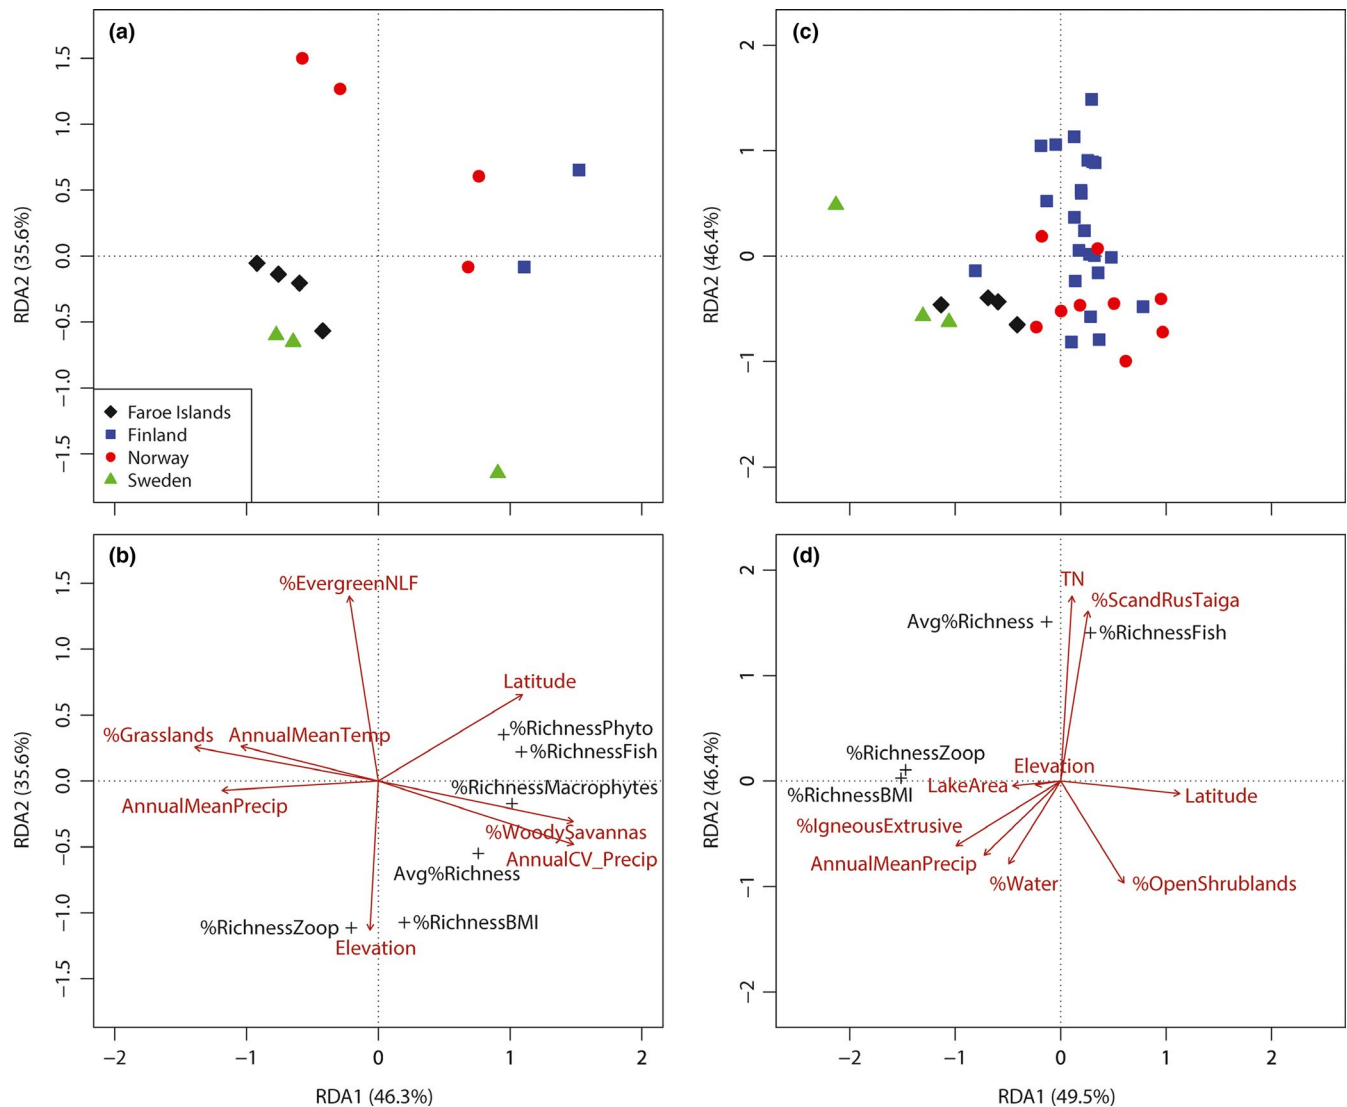 (a)
1.5
1.0
0.5
0.0
−0.5
−1.0
−1.5
RDA2 (35.6%)
Faroe Islands
Finland
Norway
Sweden
(c)
2
1
0
−1
−2
RDA2 (46.4%)
(b)
1.5
1.0
0.5
0.0
−0.5
−1.0
−1.5
RDA2 (35.6%)
%EvergreenNLF
Latitude
%RichnessPhyto
%Grasslands
AnnualMeanTemp
%RichnessFish
%RichnessMacrophytes
AnnualMeanPrecip
%WoodySavannas
AnnualCV_Precip
Avg%Richness
%RichnessZoop
%RichnessBMI
Elevation
−2 −1 0 1 2
RDA1 (46.3%)
(d)
2
1
0
−1
−2
RDA2 (46.4%)
TN
%ScandRusTaiga
Avg%Richness
%RichnessFish
%RichnessZoop
Elevation
LakeArea
%RichnessBMI
Latitude
%IgneousExtrusive
AnnualMeanPrecip
%Water
%OpenShrublands
−2 −1 0 1 2
RDA1 (49.5%)